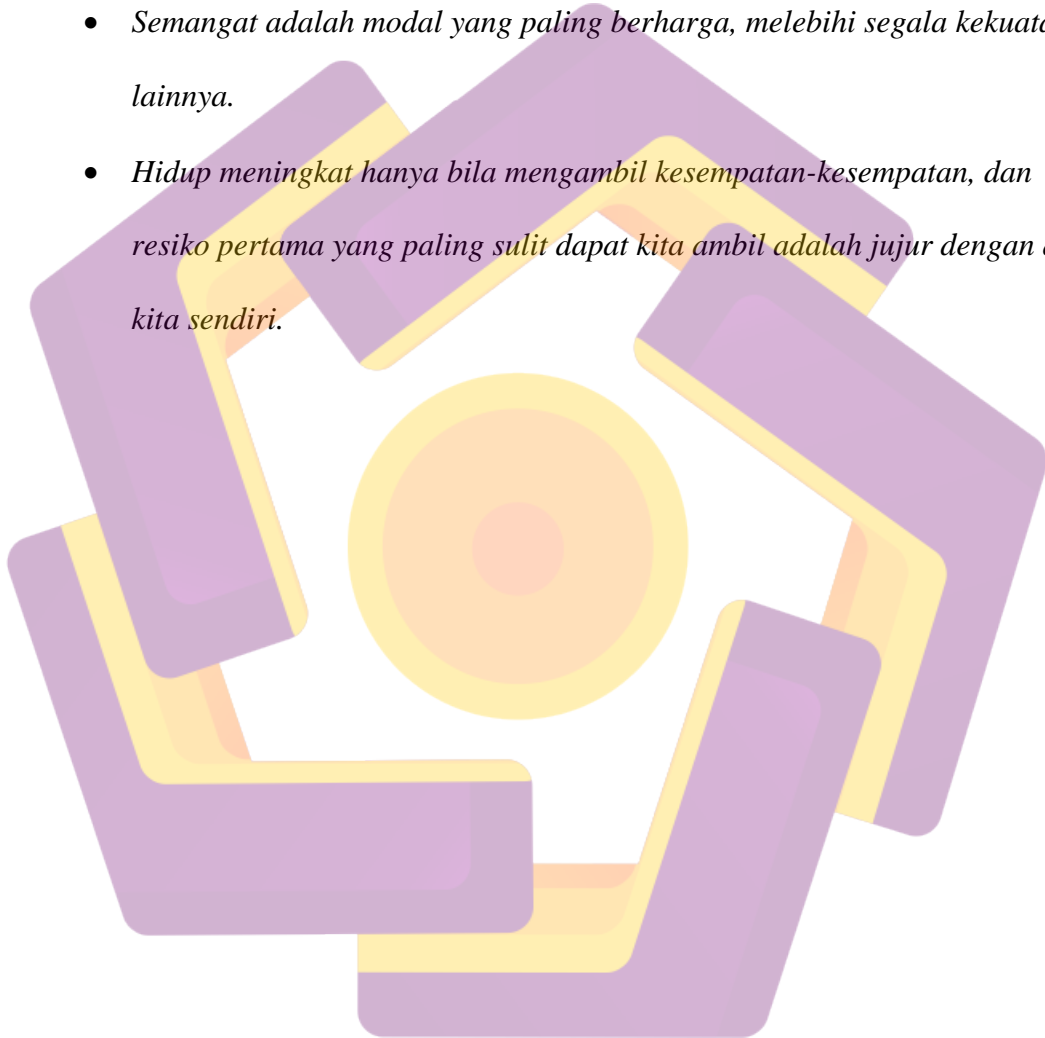 • Semangat adalah modal yang paling berharga, melebihi segala
lainnya.
• Hidup meningkat hanya bila mengambil kesempatan-kesempatan, dan
resiko pertama yang paling sulit dapat kita ambil adalah jujur dengan
kita sendiri.